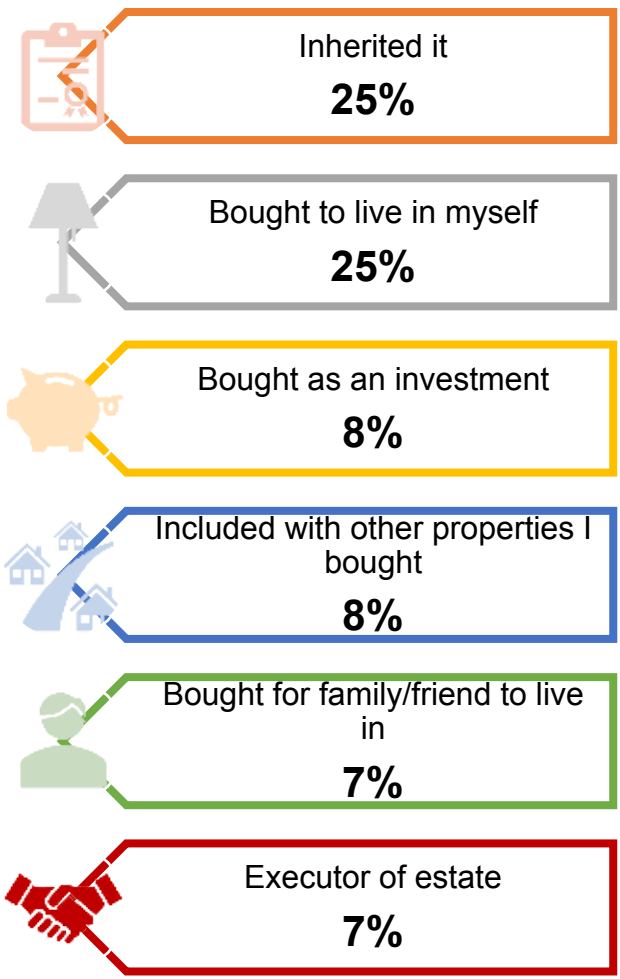 Inherited it
25%
Bought to live in myself
25%
Bought as an investment
8%
Included with other properties I
bought
8%
Bought for family/friend to live
in
7%
Executor of estate
7%